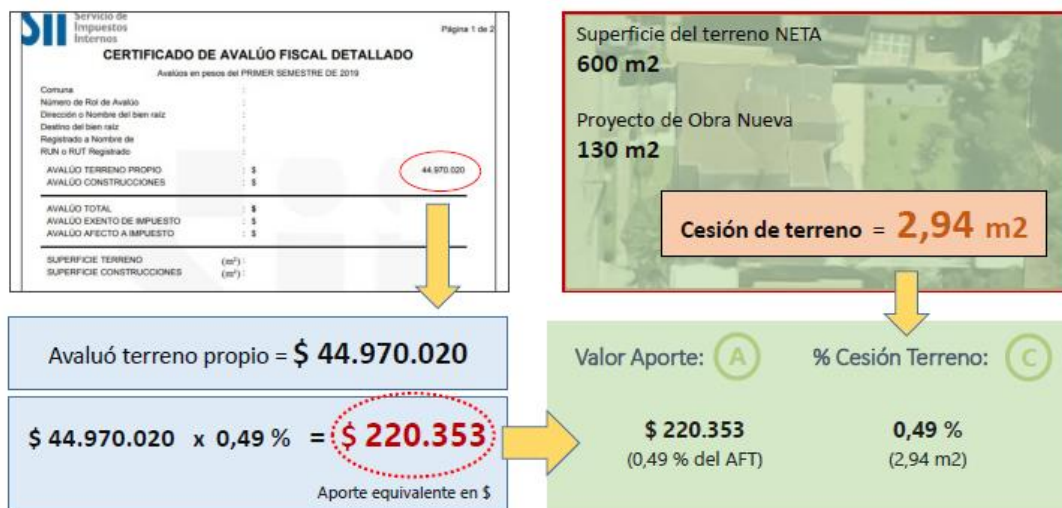 SII
Servicio de
Impuestos
Internos
Página 1 de 2
CERTIFICADO DE AVALÚO FISCAL DETALLADO
Avalúos en pesos del PRIMER SEMESTRE DE 2019
Comuna :
Número de Rol de Avalúo :
Dirección o Nombre del bien raíz :
Destino del bien raíz :
Registrado a Nombre de :
RUN o RUT Registrado :
AVALÚO TERRENO PROPIO : $ 44.970.020
AVALÚO CONSTRUCCIONES : $
AVALÚO TOTAL : $
AVALÚO EXENTO DE IMPUESTO : $
AVALÚO AFECTO A IMPUESTO : $
SUPERFICIE TERRENO (m²) :
SUPERFICIE CONSTRUCCIONES (m²) :
Superficie del terreno NETA
600 m2
Proyecto de Obra Nueva
130 m2
Cesión de terreno = 2,94 m2
Avaluó terreno propio = $ 44.970.020
$ 44.970.020 x 0,49 % = $ 220.353
Aporte equivalente en $
Valor Aporte: A
% Cesión Terreno: C
$ 220.353
(0,49 % del AFT)
0,49 %
(2,94 m2)